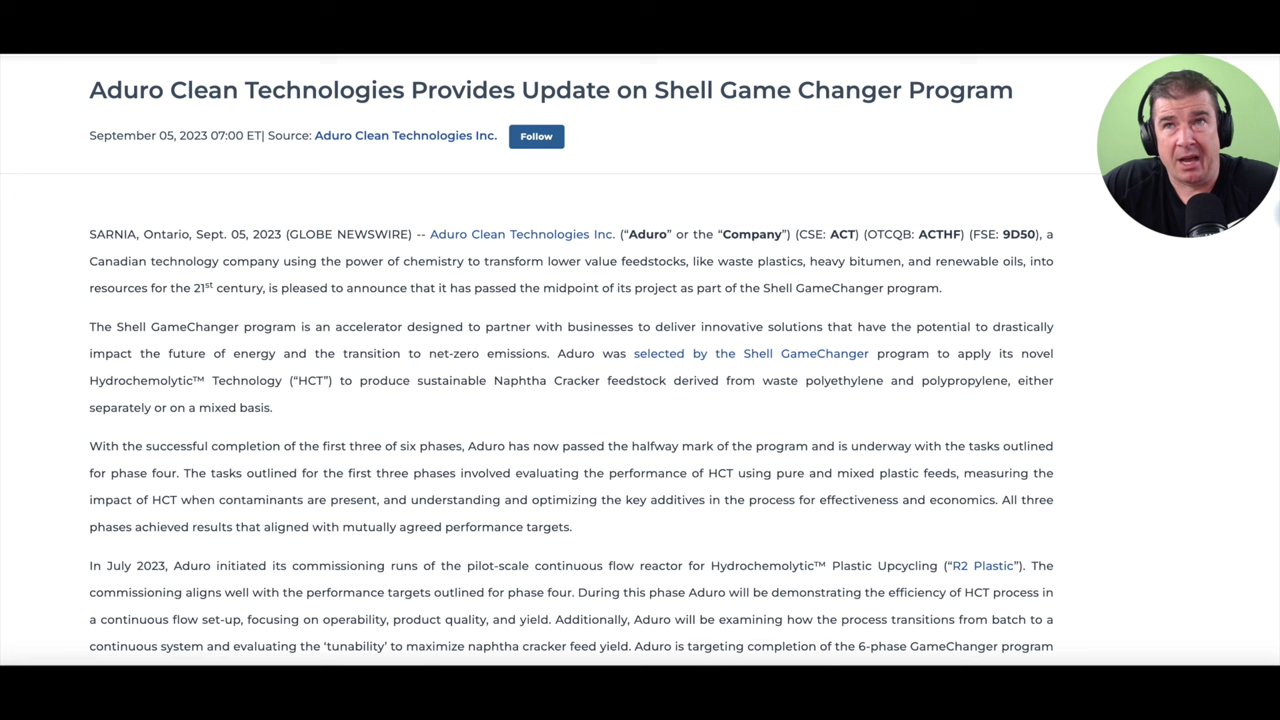 Aduro Clean Technologies Provides Update on Shell Game Changer Program
September 05, 2023 07:00 ET| Source: Aduro Clean Technologies Inc. Follow
SARNIA, Ontario, Sept. 05, 2023 (GLOBE NEWSWIRE) -- Aduro Clean Technologies Inc. (“Aduro” or the “Company”) (CSE: ACT) (OTCQB: ACTHF) (FSE: 9D50), a
Canadian technology company using the power of chemistry to transform lower value feedstocks, like waste plastics, heavy bitumen, and renewable oils, into
resources for the 21st century, is pleased to announce that it has passed the midpoint of its project as part of the Shell GameChanger program.
The Shell GameChanger program is an accelerator designed to partner with businesses to deliver innovative solutions that have the potential to drastically
impact the future of energy and the transition to net-zero emissions. Aduro was selected by the Shell GameChanger program to apply its novel
Hydrochemolytic™ Technology (“HCT”) to produce sustainable Naphtha Cracker feedstock derived from waste polyethylene and polypropylene, either
separately or on a mixed basis.
With the successful completion of the first three of six phases, Aduro has now passed the halfway mark of the program and is underway with the tasks outlined
for phase four. The tasks outlined for the first three phases involved evaluating the performance of HCT using pure and mixed plastic feeds, measuring the
impact of HCT when contaminants are present, and understanding and optimizing the key additives in the process for effectiveness and economics. All three
phases achieved results that aligned with mutually agreed performance targets.
In July 2023, Aduro initiated its commissioning runs of the pilot-scale continuous flow reactor for Hydrochemolytic™ Plastic Upcycling (“R2 Plastic”). The
commissioning aligns well with the performance targets outlined for phase four. During this phase Aduro will be demonstrating the efficiency of HCT process in
a continuous flow set-up, focusing on operability, product quality, and yield. Additionally, Aduro will be examining how the process transitions from batch to a
continuous system and evaluating the ‘tunability’ to maximize naphtha cracker feed yield. Aduro is targeting completion of the 6-phase GameChanger program